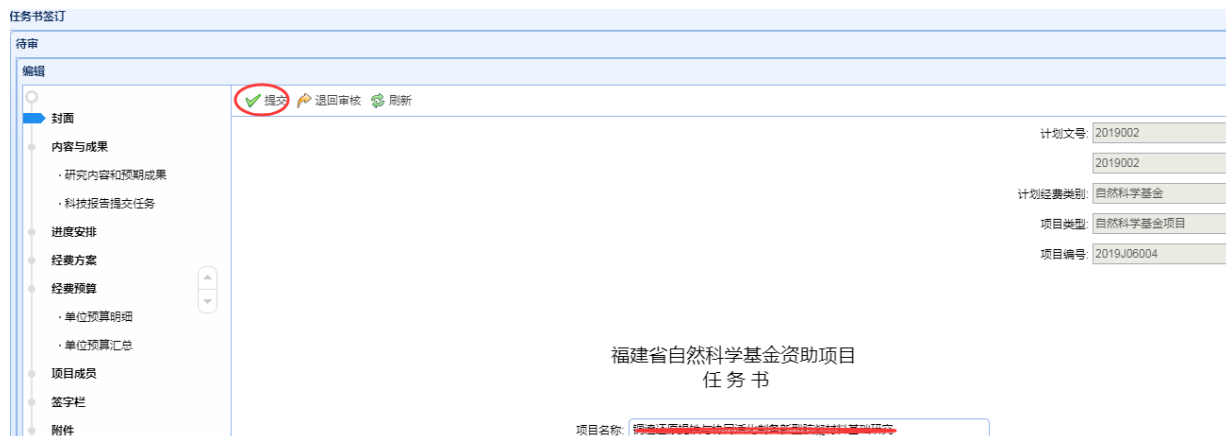 任务书签订
待审
编辑
提交 退回审核 刷新
封面
内容与成果
·研究内容和预期成果
·科技报告提交任务
进度安排
经费方案
经费预算
·单位预算明细
·单位预算汇总
项目成员
签字栏
附件
计划文号: 2019002
2019002
计划经费类别: 自然科学基金
项目类型: 自然科学基金项目
项目编号: 2019J06004
福建省自然科学基金资助项目
任 务 书
项目名称: